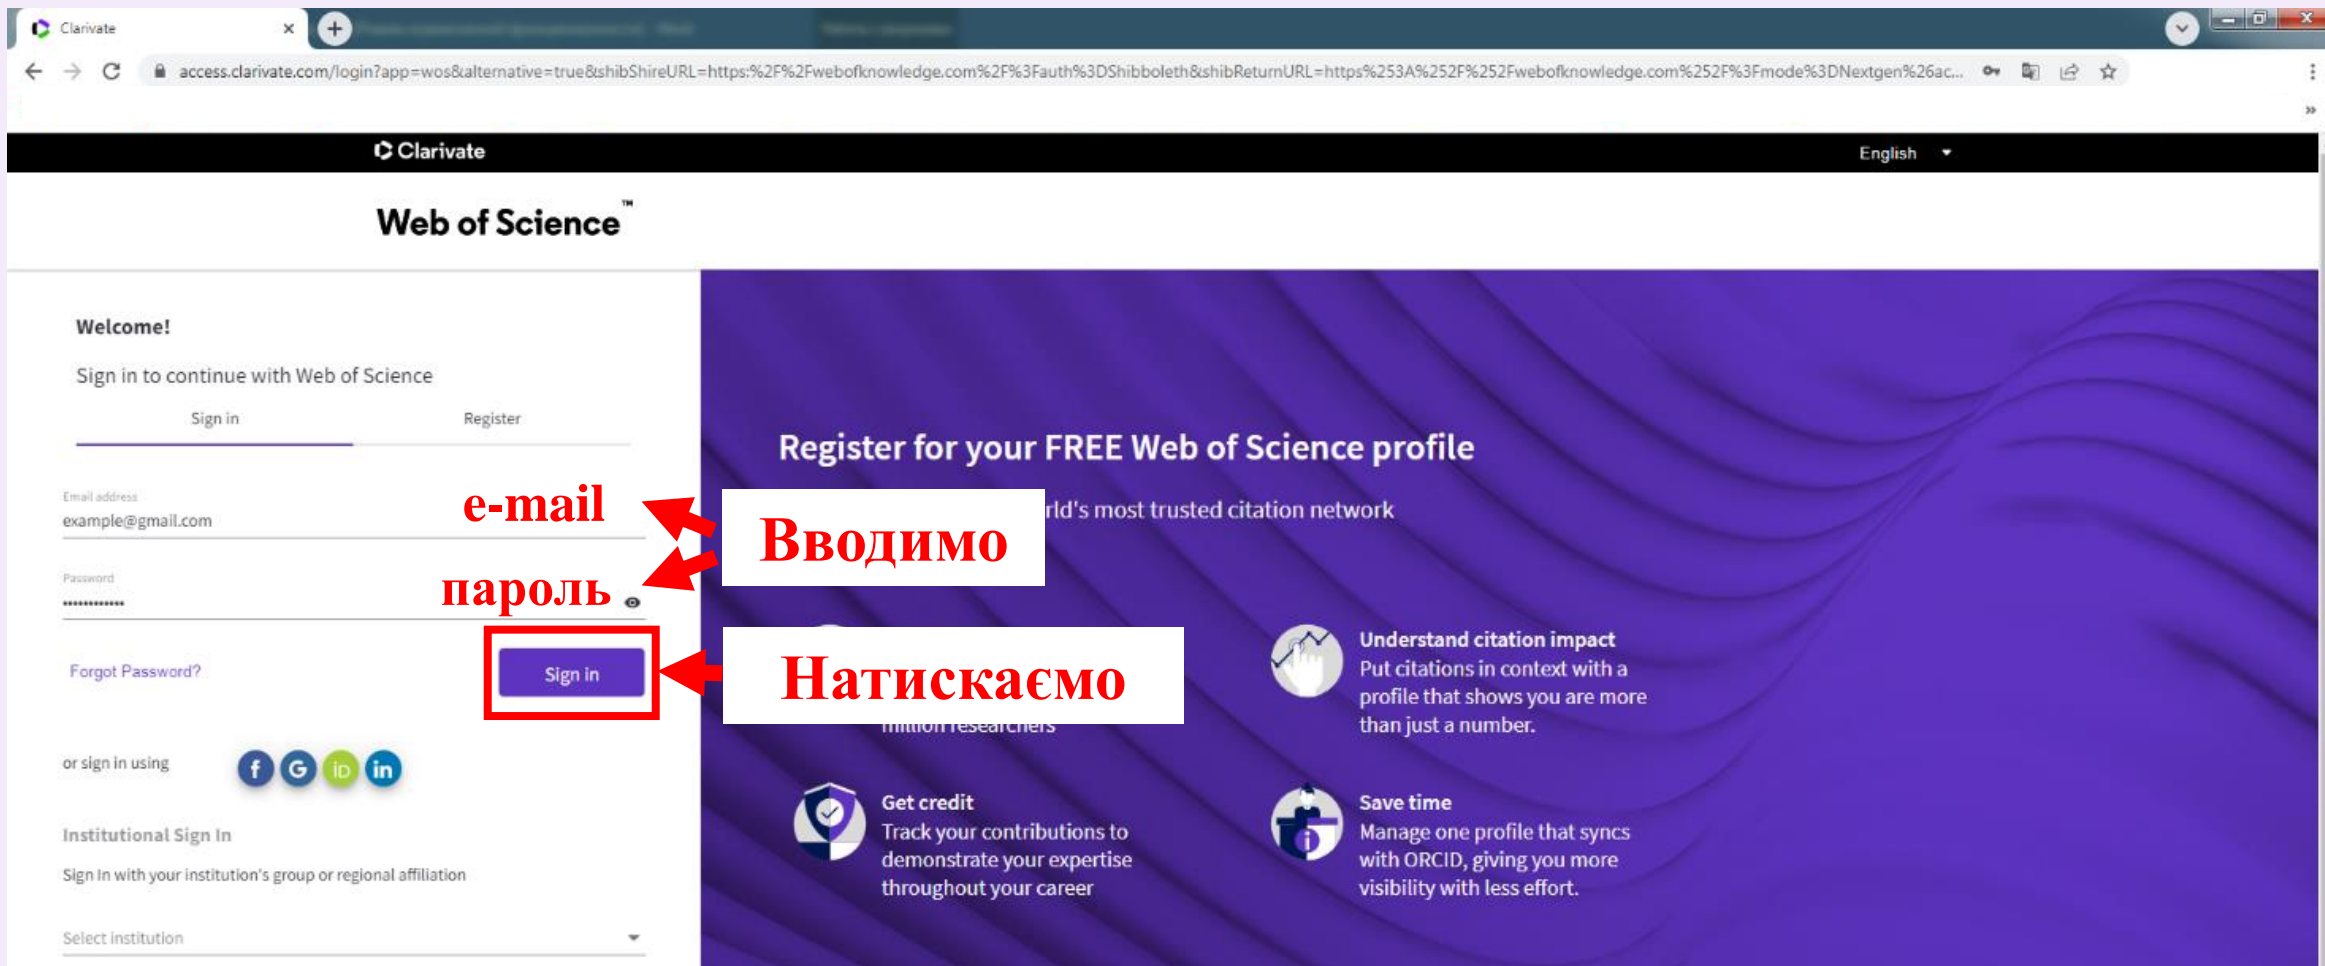 Clarivate
access.clarivate.com/login?app=wos&alternative=true&shibShireURL=https:%2F%2Fwebofknowledge.com%2F%3Fauth%3DShibboleth&shibReturnURL=https%253A%252F%252Fwebofknowledge.com%252F%3Fmode%3DNextgen%26ac...
Clarivate
English
Web of Science™
Welcome!
Sign in to continue with Web of Science
Sign in
Register
Email address
example@gmail.com
e-mail
Password
••••••••••••
пароль
Вводимо
Forgot Password?
Sign in
Натискаємо
or sign in using
f G iD in
Institutional Sign In
Sign In with your institution's group or regional affiliation
Select institution
Register for your FREE Web of Science profile
rld's most trusted citation network
million researchers
Understand citation impact
Put citations in context with a
profile that shows you are more
than just a number.
Get credit
Track your contributions to
demonstrate your expertise
throughout your career
Save time
Manage one profile that syncs
with ORCID, giving you more
visibility with less effort.